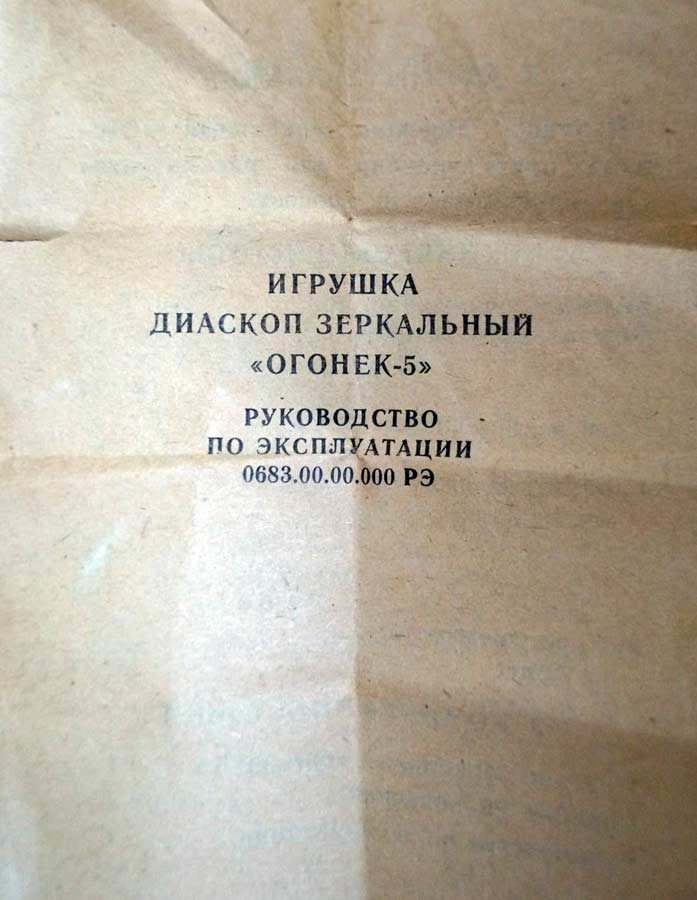 ИГРУШКА
ДИАСКОП ЗЕРКАЛЬНЫЙ
«ОГОНЕК-5»
РУКОВОДСТВО
ПО ЭКСПЛУАТАЦИИ
0683.00.00.000 РЭ